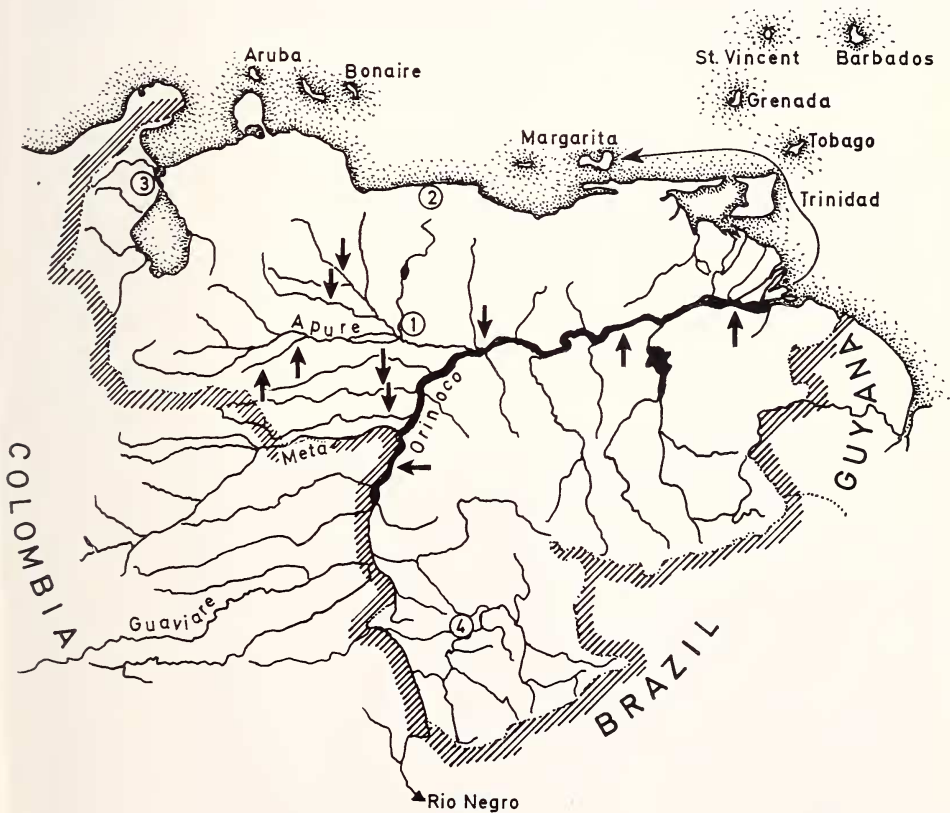 Aruba
Bonaire
St. Vincent
Barbados
Grenada
Margarita
Tobago
Trinidad
3
2
Apure
1
Orinoco
Meta
GUYANA
COLOMBIA
Guaviare
4
BRAZIL
Rio Negro